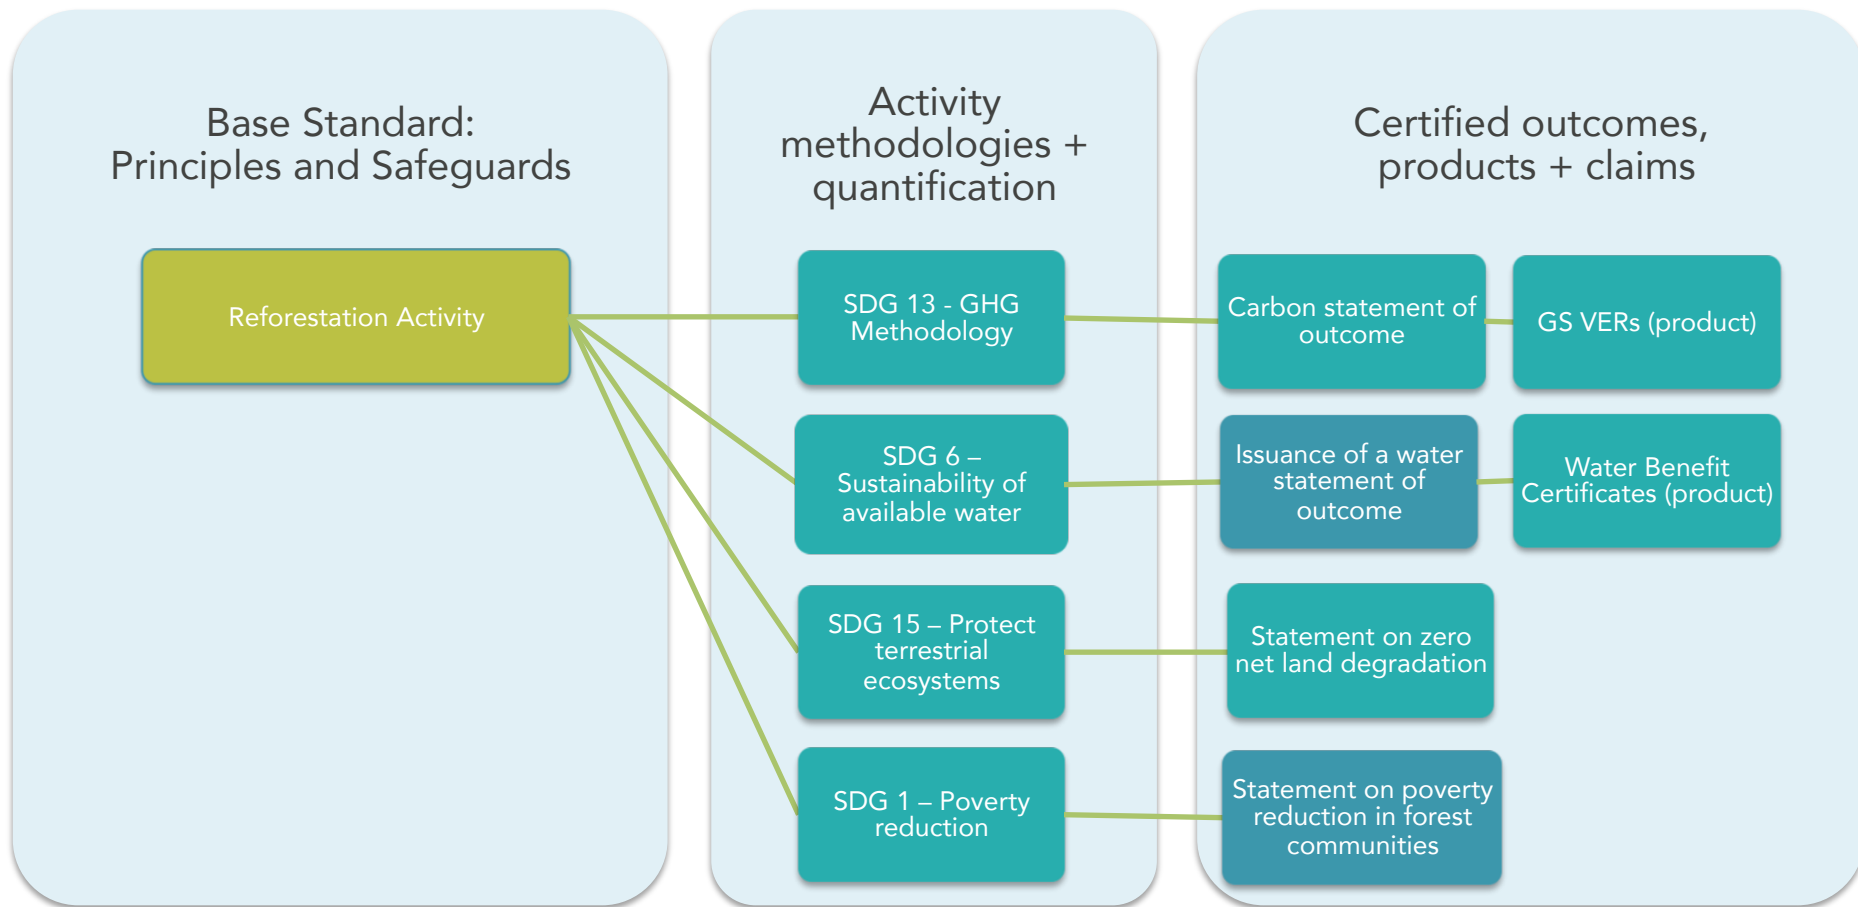 Base Standard:
Principles and Safeguards
Reforestation Activity
Activity
methodologies +
quantification
SDG 13 - GHG
Methodology
SDG 6 –
Sustainability of
available water
SDG 15 – Protect
terrestrial
ecosystems
SDG 1 – Poverty
reduction
Certified outcomes,
products + claims
Carbon statement of
outcome
GS VERs (product)
Issuance of a water
statement of
outcome
Water Benefit
Certificates (product)
Statement on zero
net land degradation
Statement on poverty
reduction in forest
communities